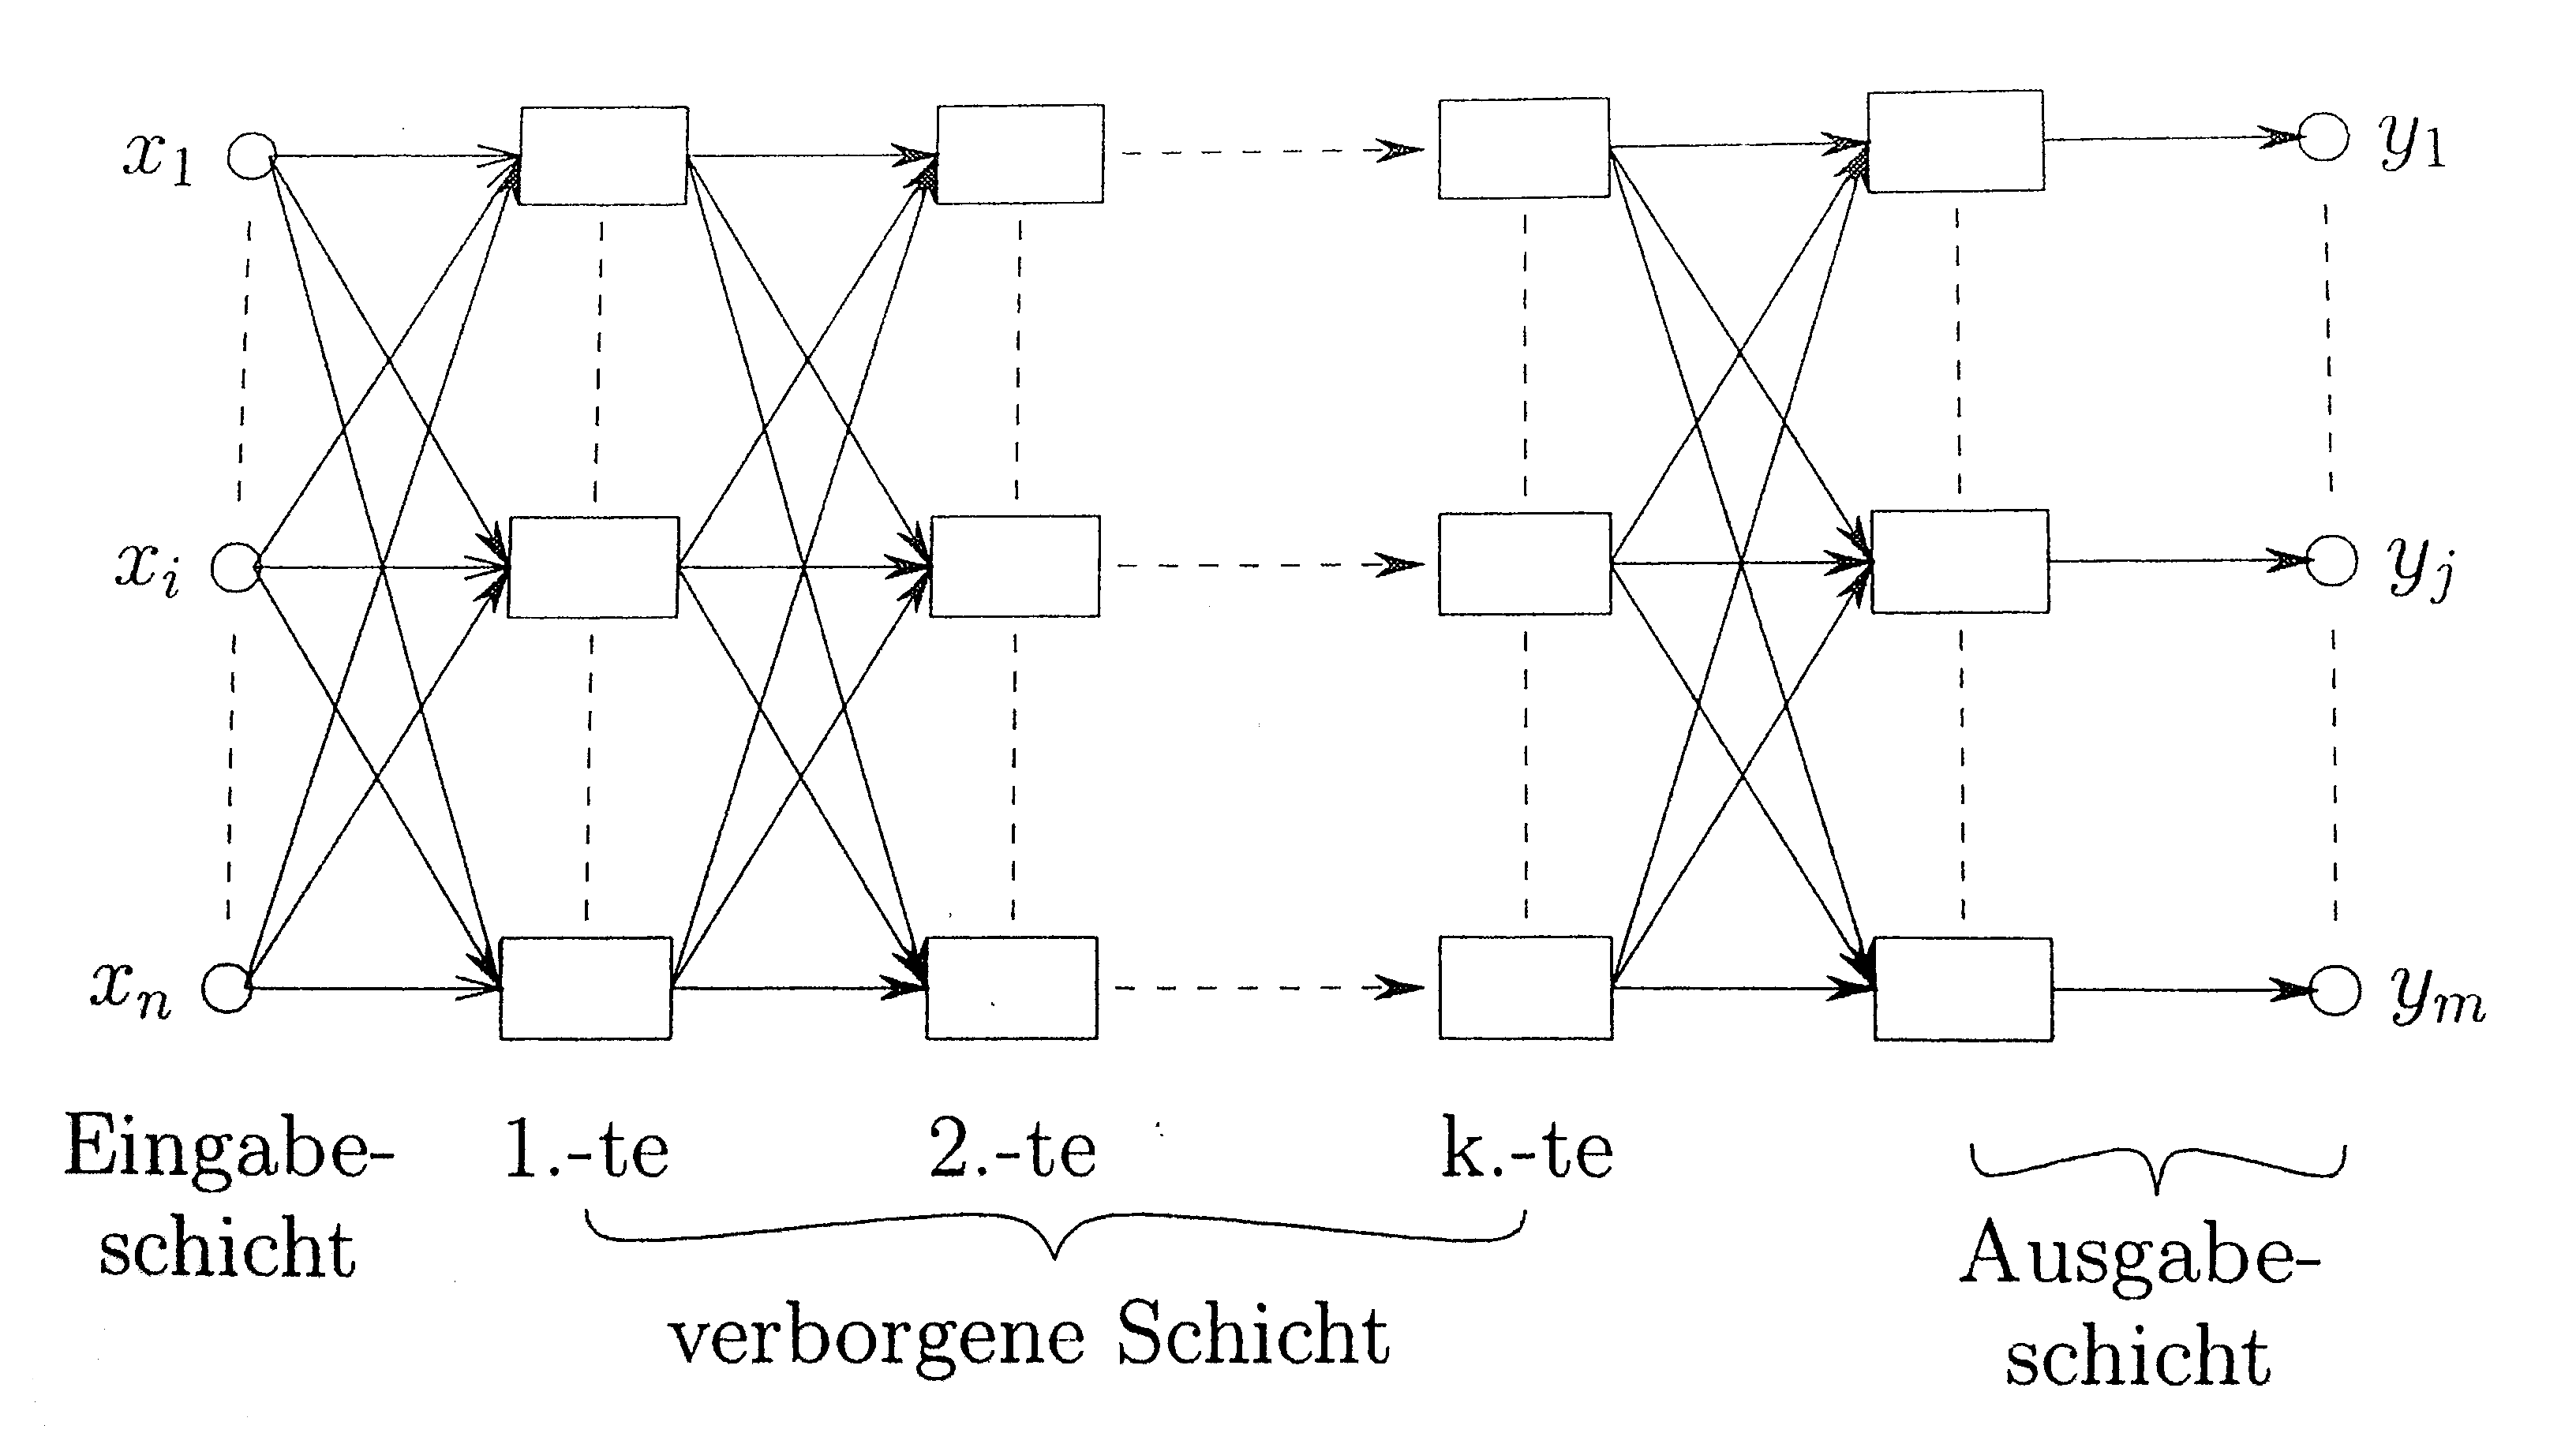 x1
y1
xi
yj
xn
ym
Eingabe-
schicht
1.-te
2.-te
k.-te
verborgene Schicht
Ausgabe-
schicht